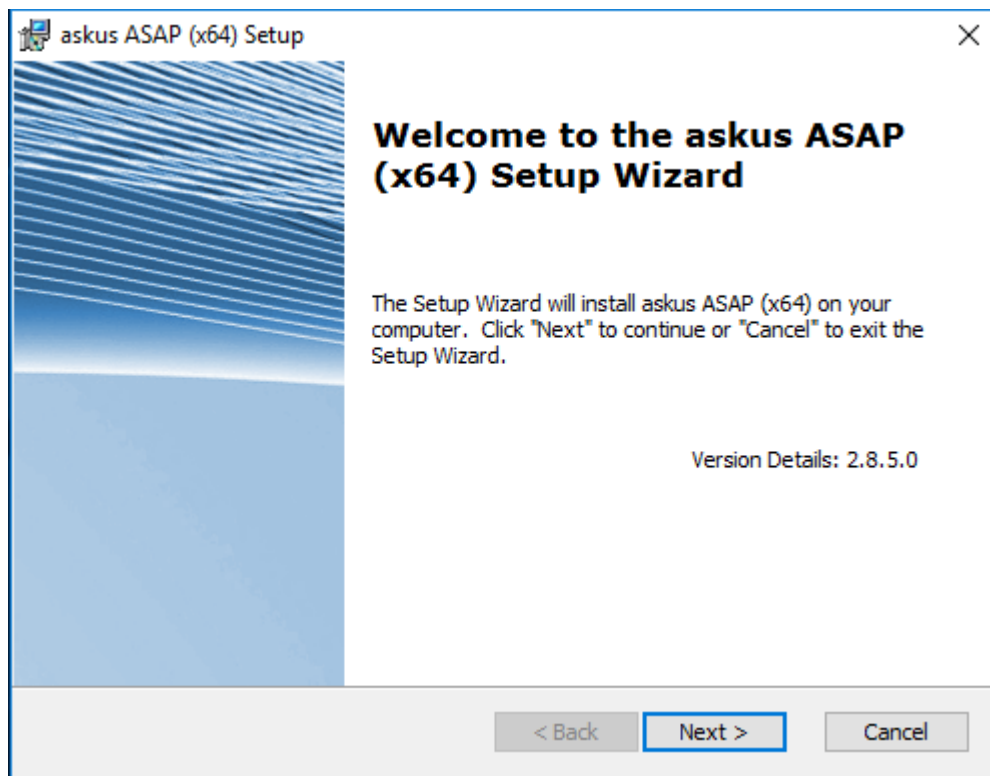 askus ASAP (x64) Setup
Welcome to the askus ASAP
(x64) Setup Wizard
The Setup Wizard will install askus ASAP (x64) on your
computer.  Click "Next" to continue or "Cancel" to exit the
Setup Wizard.
Version Details: 2.8.5.0
< Back
Next >
Cancel